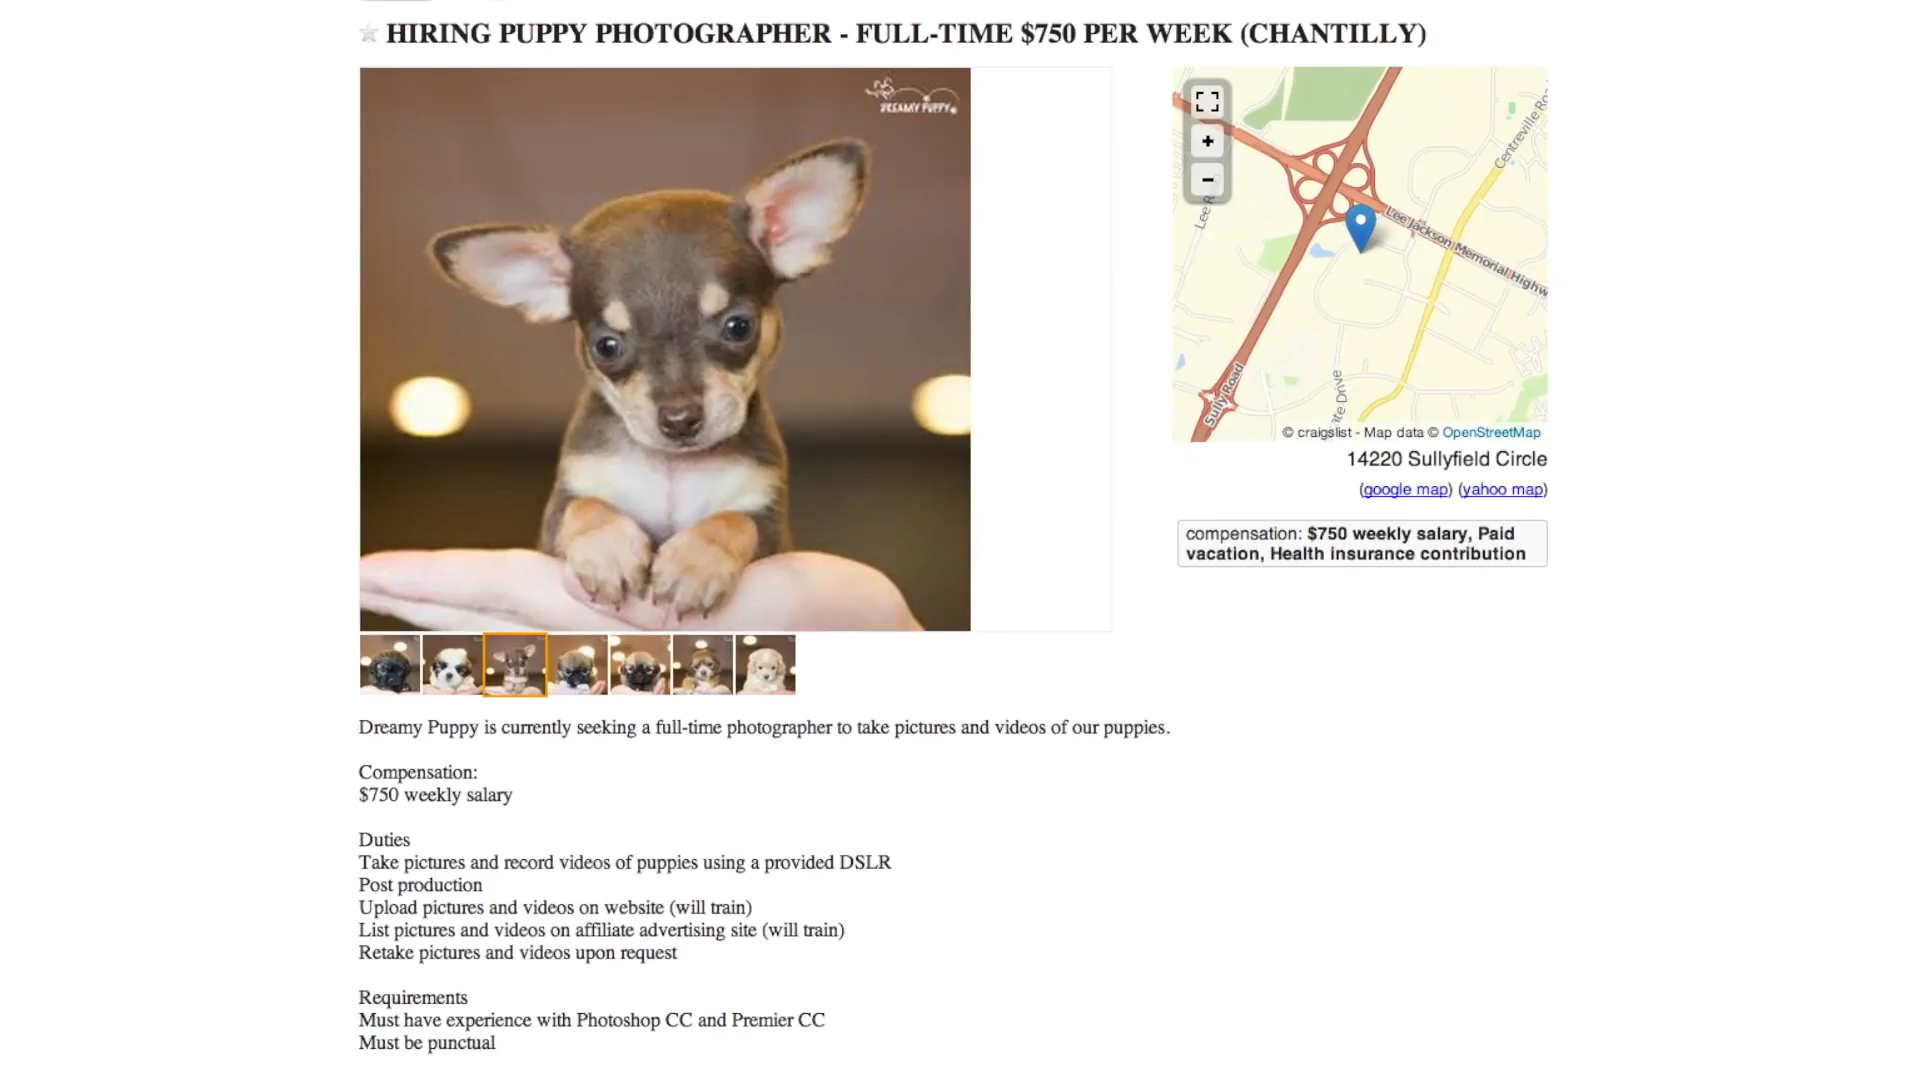 HIRING PUPPY PHOTOGRAPHER - FULL-TIME $750 PER WEEK (CHANTILLY)
DREAMY PUPPY
+
−
Lee R
Centreville Ro
Lee Jackson Memorial Highw
Sully Road
te Drive
© craigslist - Map data © OpenStreetMap
14220 Sullyfield Circle
(google map) (yahoo map)
compensation: $750 weekly salary, Paid
vacation, Health insurance contribution
Dreamy Puppy is currently seeking a full-time photographer to take pictures and videos of our puppies.
Compensation:
$750 weekly salary
Duties
Take pictures and record videos of puppies using a provided DSLR
Post production
Upload pictures and videos on website (will train)
List pictures and videos on affiliate advertising site (will train)
Retake pictures and videos upon request
Requirements
Must have experience with Photoshop CC and Premier CC
Must be punctual